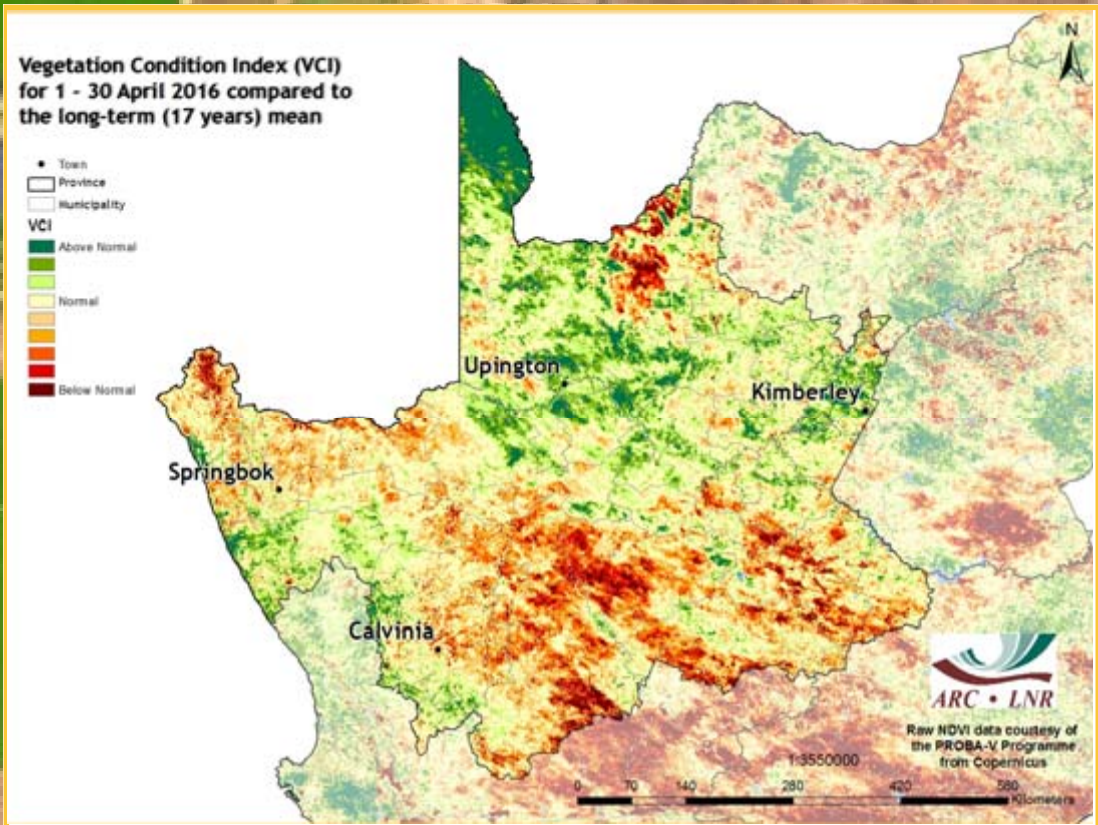 Vegetation Condition Index (VCI)
for 1 - 30 April 2016 compared to
the long-term (17 years) mean
N
Town
Province
Municipality
VCI
Above Normal
Normal
Below Normal
Upington
Kimberley
Springbok
Calvinia
ARC • LNR
Raw NDVI data courtesy of
the PROBA-V Programme
from Copernicus
1:3550000
0 70 140 280 420 560
Kilometers